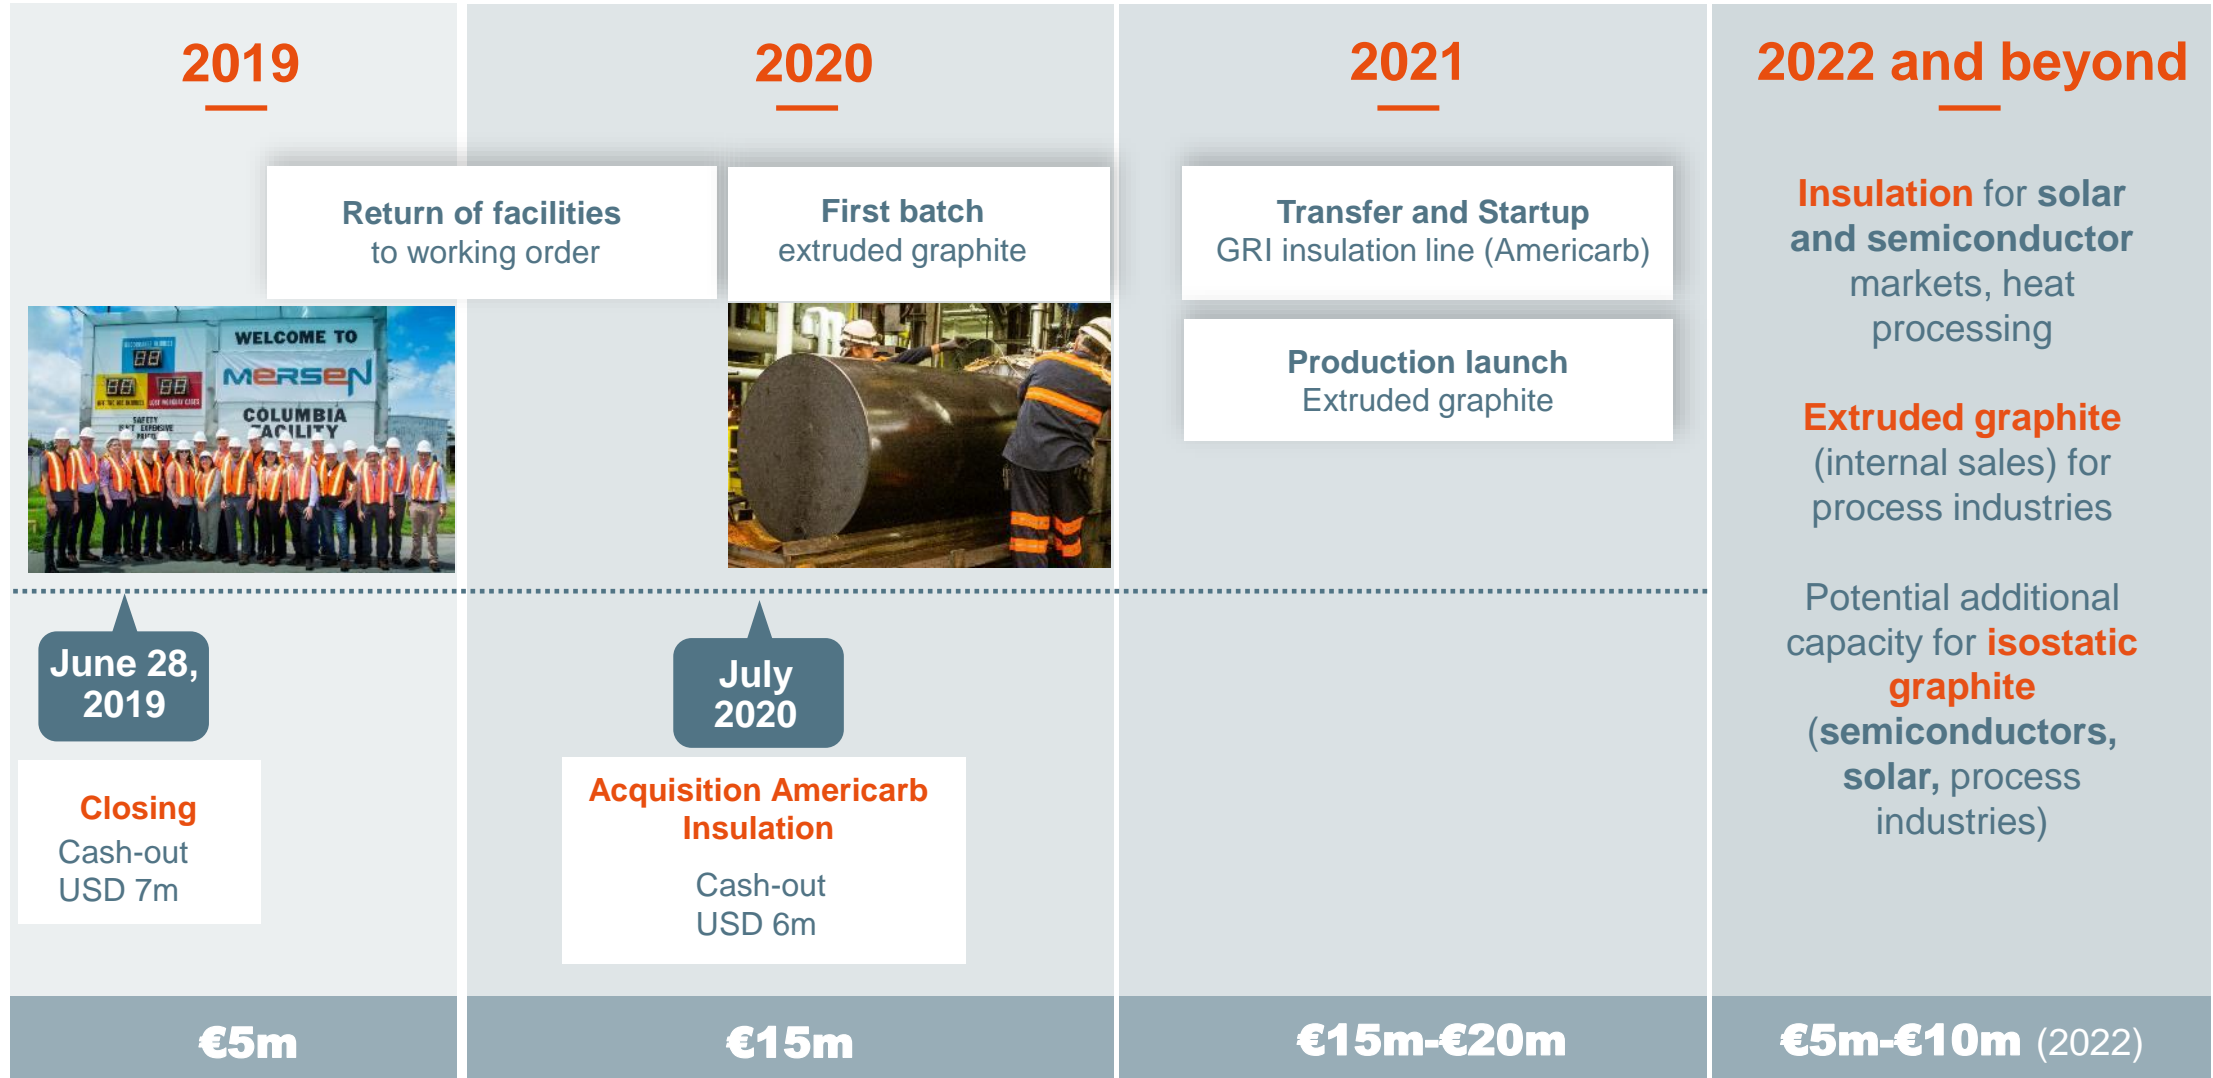 2019
2020
2021
2022 and beyond
Return of facilities
to working order
First batch
extruded graphite
Transfer and Startup
GRI insulation line (Americarb)
Production launch
Extruded graphite
WELCOME TO
MERSEN
COLUMBIA
FACILITY
SAFETY
June 28,
2019
Closing
Cash-out
USD 7m
July
2020
Acquisition Americarb
Insulation
Cash-out
USD 6m
Insulation for solar
and semiconductor
markets, heat
processing
Extruded graphite
(internal sales) for
process industries
Potential additional
capacity for isostatic
graphite
(semiconductors,
solar, process
industries)
€5m
€15m
€15m-€20m
€5m-€10m (2022)